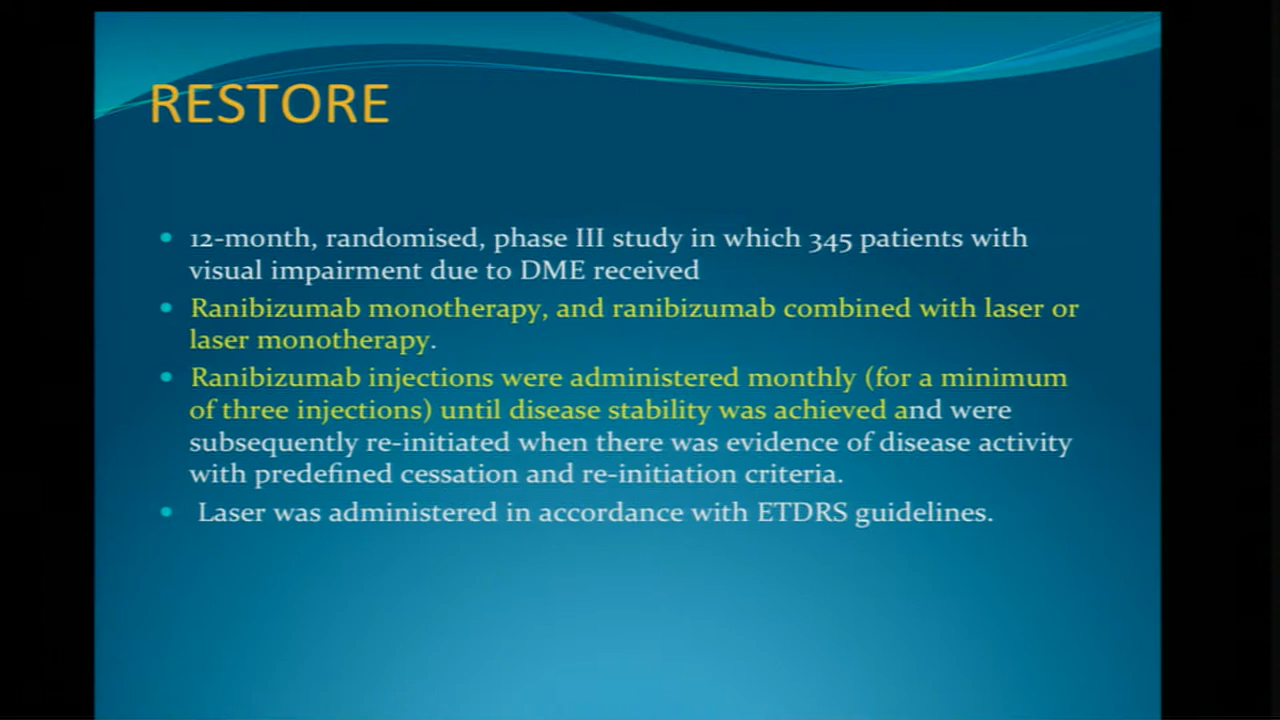 RESTORE
12-month, randomised, phase III study in which 345 patients with
visual impairment due to DME received
Ranibizumab monotherapy, and ranibizumab combined with laser or
laser monotherapy.
Ranibizumab injections were administered monthly (for a minimum
of three injections) until disease stability was achieved and were
subsequently re-initiated when there was evidence of disease activity
with predefined cessation and re-initiation criteria.
Laser was administered in accordance with ETDRS guidelines.